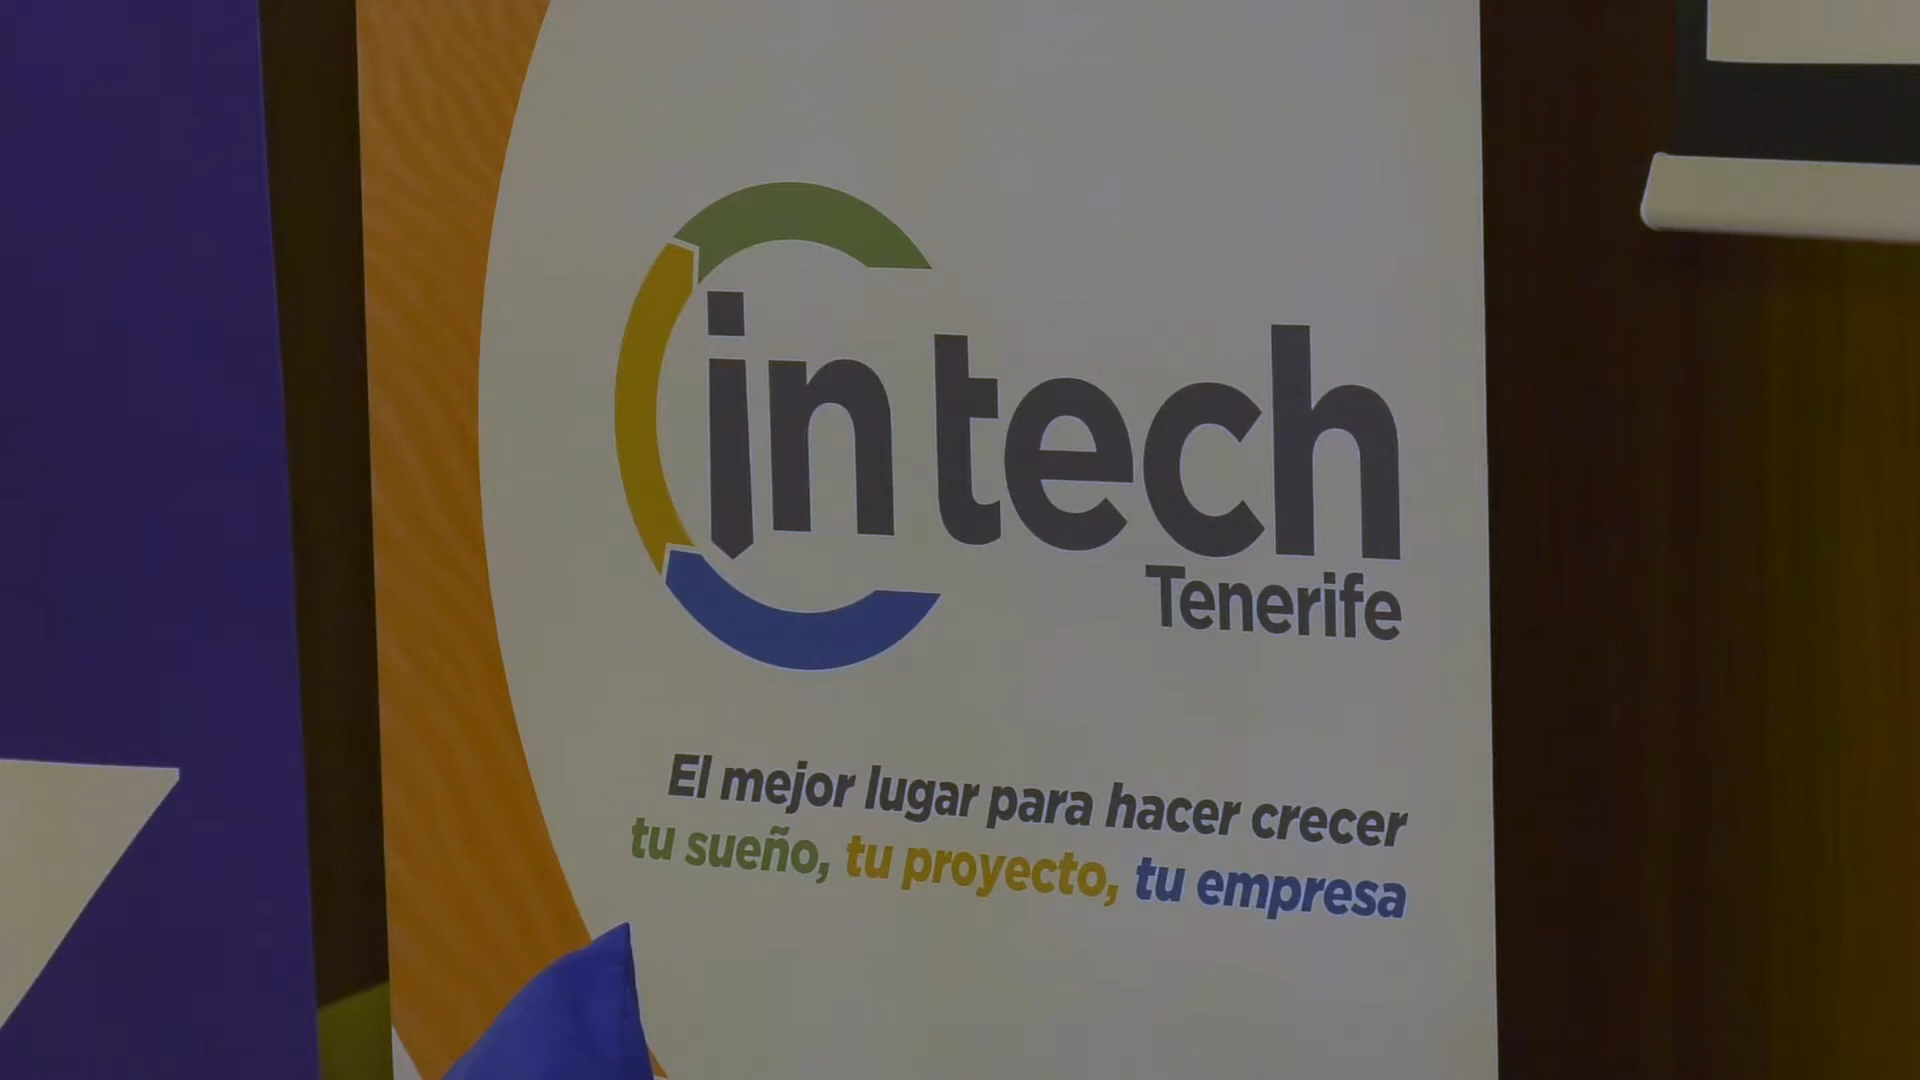 intech
Tenerife
El mejor lugar para hacer crecer
tu sueño, tu proyecto, tu empresa